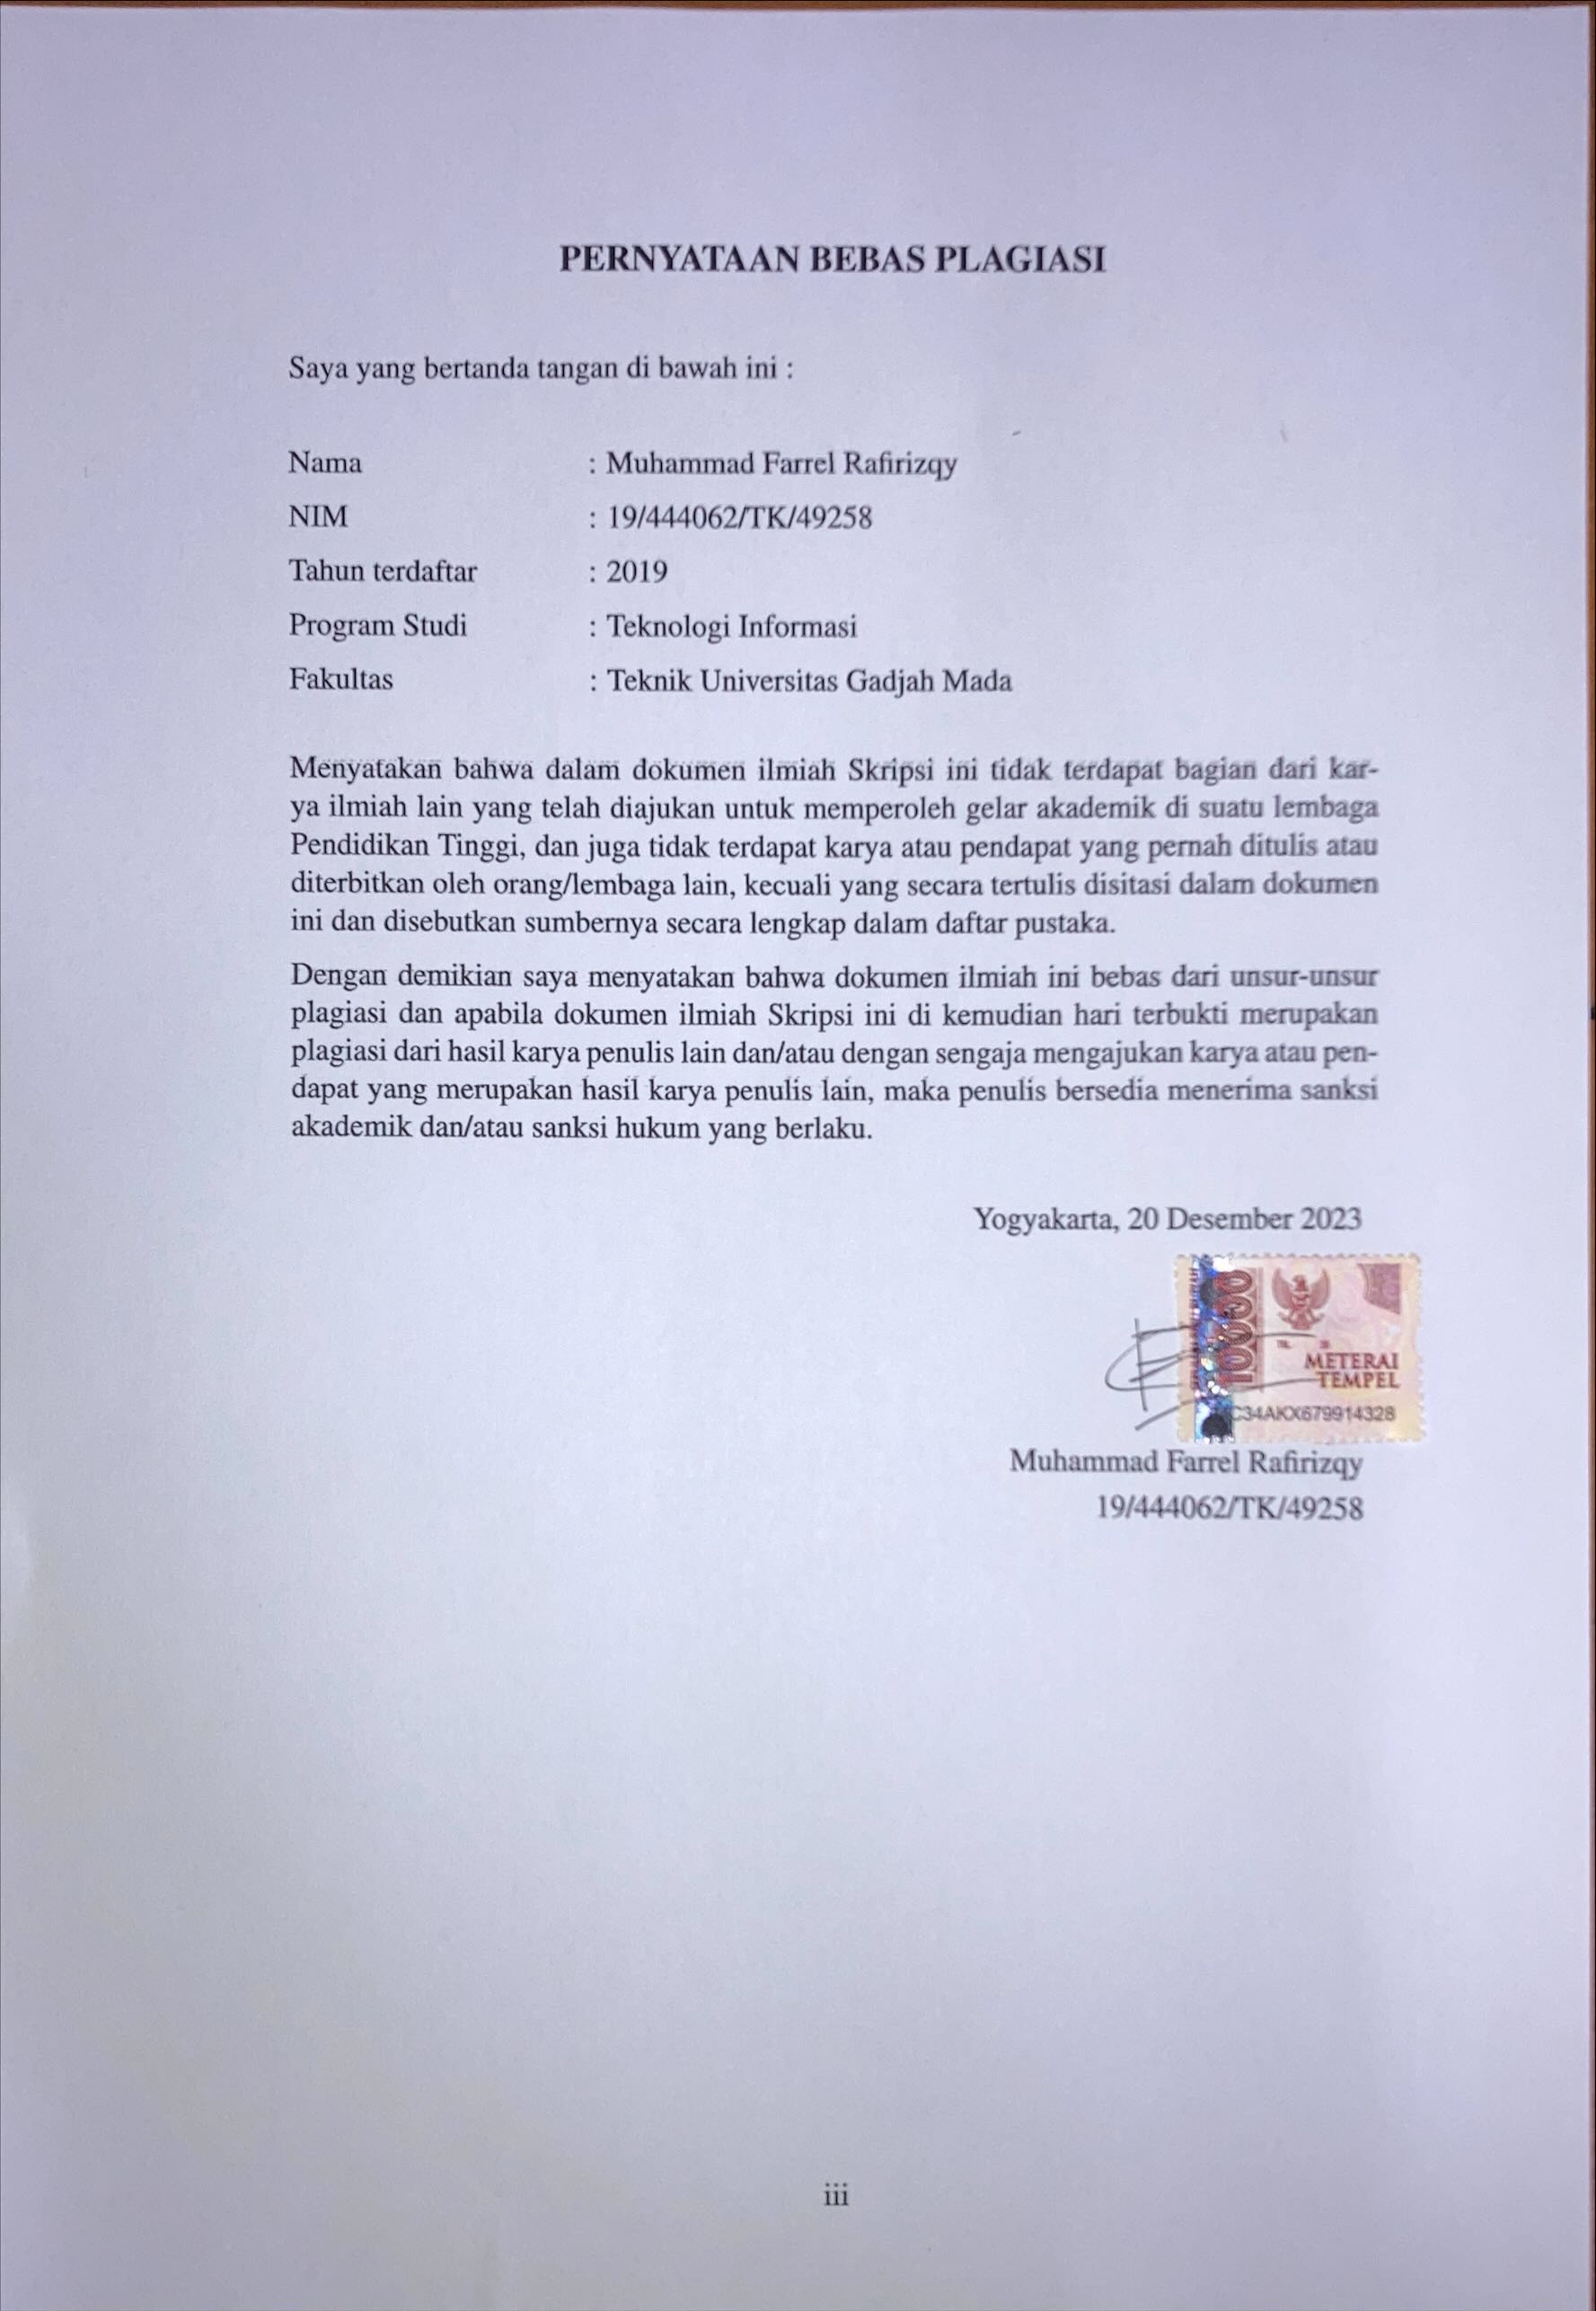 PERNYATAAN BEBAS PLAGIASI
Saya yang bertanda tangan di bawah ini :
Nama : Muhammad Farrel Rafirizqy
NIM : 19/444062/TK/49258
Tahun terdaftar : 2019
Program Studi : Teknologi Informasi
Fakultas : Teknik Universitas Gadjah Mada
Menyatakan bahwa dalam dokumen ilmiah Skripsi ini tidak terdapat bagian dari kar-
ya ilmiah lain yang telah diajukan untuk memperoleh gelar akademik di suatu lembaga
Pendidikan Tinggi, dan juga tidak terdapat karya atau pendapat yang pernah ditulis atau
diterbitkan oleh orang/lembaga lain, kecuali yang secara tertulis disitasi dalam dokumen
ini dan disebutkan sumbernya secara lengkap dalam daftar pustaka.
Dengan demikian saya menyatakan bahwa dokumen ilmiah ini bebas dari unsur-unsur
plagiasi dan apabila dokumen ilmiah Skripsi ini di kemudian hari terbukti merupakan
plagiasi dari hasil karya penulis lain dan/atau dengan sengaja mengajukan karya atau pen-
dapat yang merupakan hasil karya penulis lain, maka penulis bersedia menerima sanksi
akademik dan/atau sanksi hukum yang berlaku.
Yogyakarta, 20 Desember 2023
10000
METERAI
TEMPEL
C34AKX679914328
Muhammad Farrel Rafirizqy
19/444062/TK/49258
iii